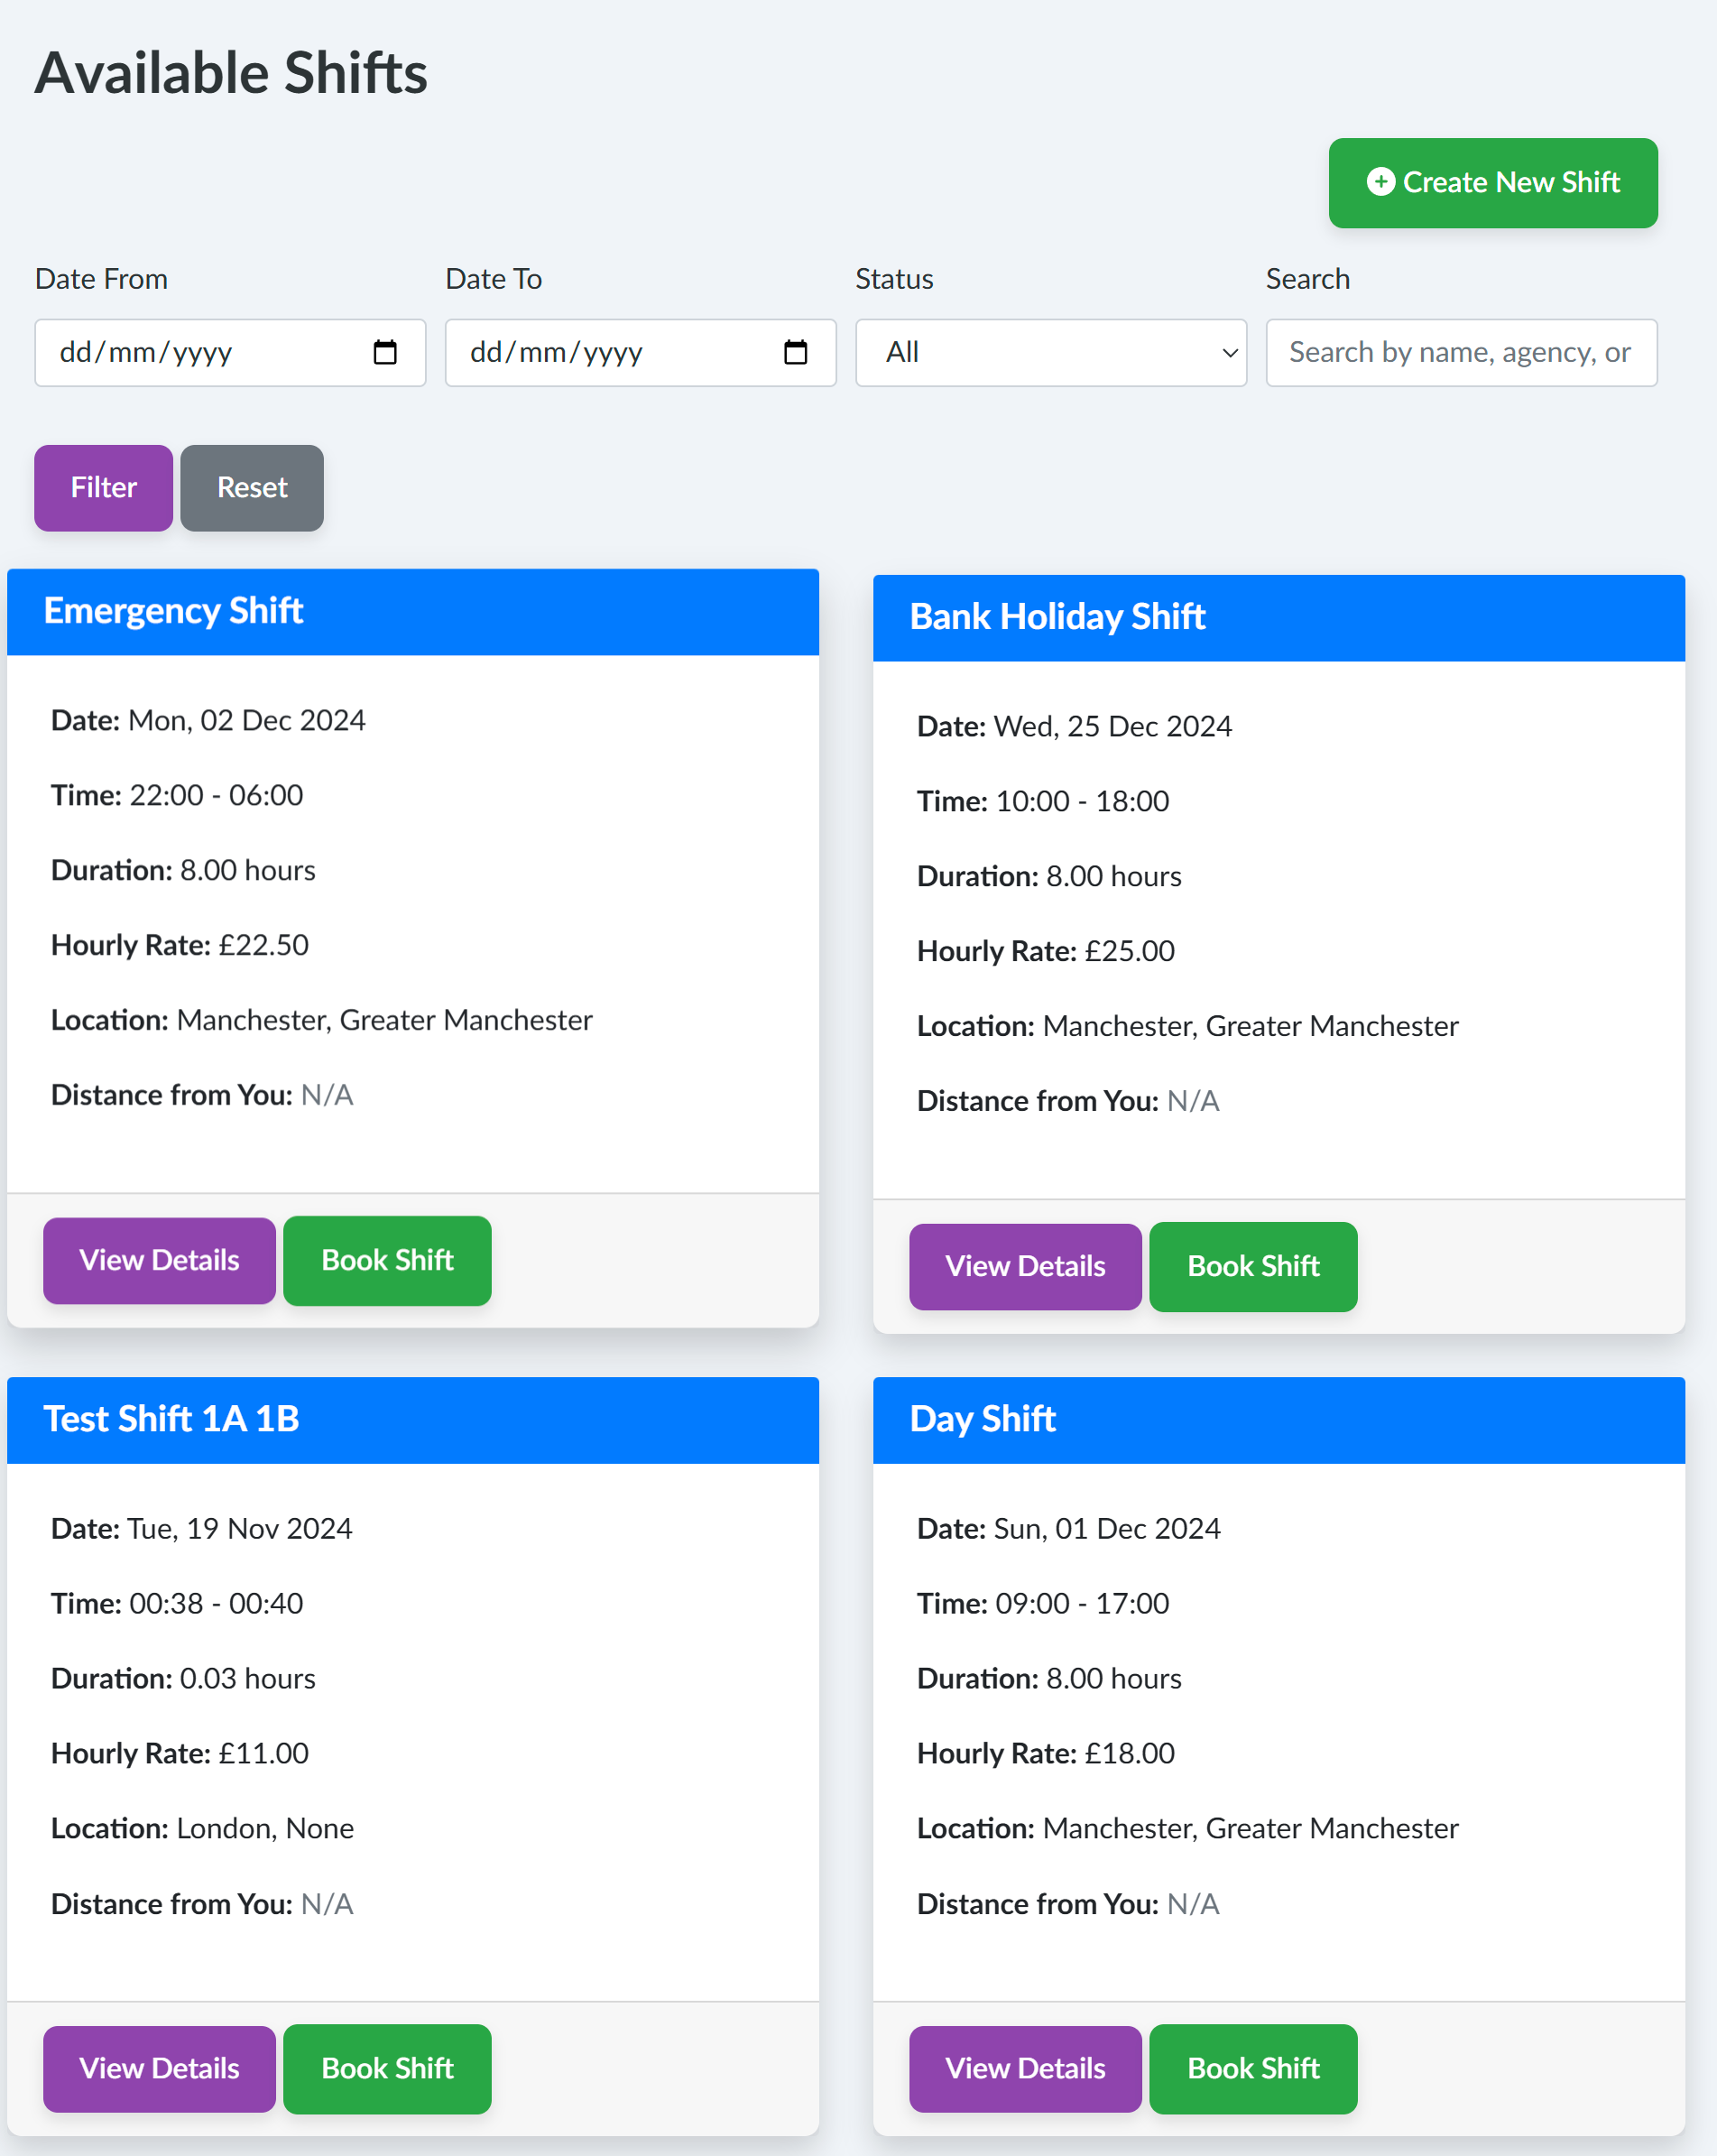 Available Shifts
Create New Shift
Date From
Date To
Status
Search
dd/mm/yyyy
dd/mm/yyyy
All
Search by name, agency, or
Filter
Reset
Emergency Shift
Date: Mon, 02 Dec 2024
Time: 22:00 - 06:00
Duration: 8.00 hours
Hourly Rate: £22.50
Location: Manchester, Greater Manchester
Distance from You: N/A
View Details
Book Shift
Bank Holiday Shift
Date: Wed, 25 Dec 2024
Time: 10:00 - 18:00
Duration: 8.00 hours
Hourly Rate: £25.00
Location: Manchester, Greater Manchester
Distance from You: N/A
View Details
Book Shift
Test Shift 1A 1B
Date: Tue, 19 Nov 2024
Time: 00:38 - 00:40
Duration: 0.03 hours
Hourly Rate: £11.00
Location: London, None
Distance from You: N/A
View Details
Book Shift
Day Shift
Date: Sun, 01 Dec 2024
Time: 09:00 - 17:00
Duration: 8.00 hours
Hourly Rate: £18.00
Location: Manchester, Greater Manchester
Distance from You: N/A
View Details
Book Shift